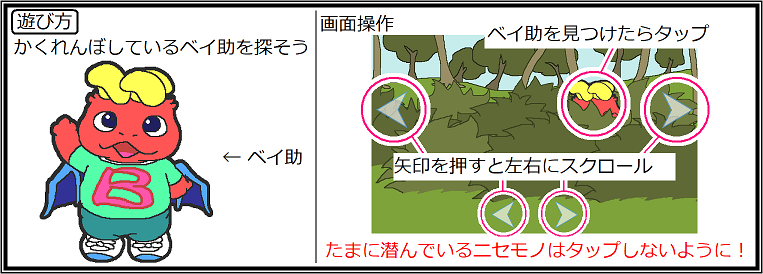 遊び方
かくれんぼしているベイ助を探そう
B
← ベイ助
画面操作
ベイ助を見つけたらタップ
矢印を押すと左右にスクロール
たまに潜んでいるニセモノはタップしないように！